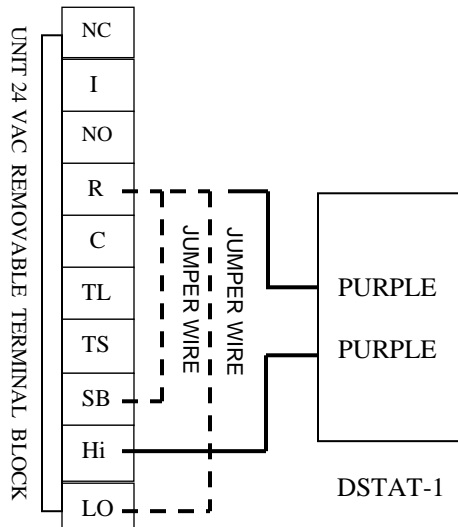 UNIT 24 VAC REMOVABLE TERMINAL BLOCK
NC
I
NO
R
C
TL
TS
SB
Hi
LO
JUMPER WIRE
JUMPER WIRE
PURPLE
PURPLE
DSTAT-1